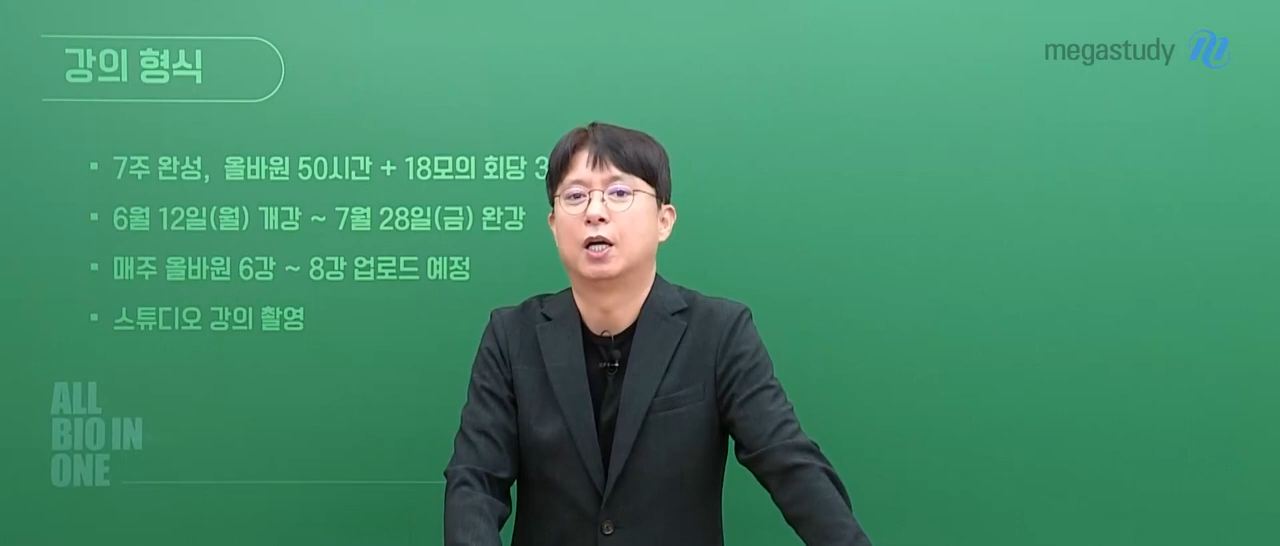 강의 형식
megastudy
7주 완성, 올바원 50시간 + 18모의 회당 3
6월 12일(월) 개강 ~ 7월 28일(금) 완강
매주 올바원 6강 ~ 8강 업로드 예정
스튜디오 강의 촬영
ALL
BIO IN
ONE